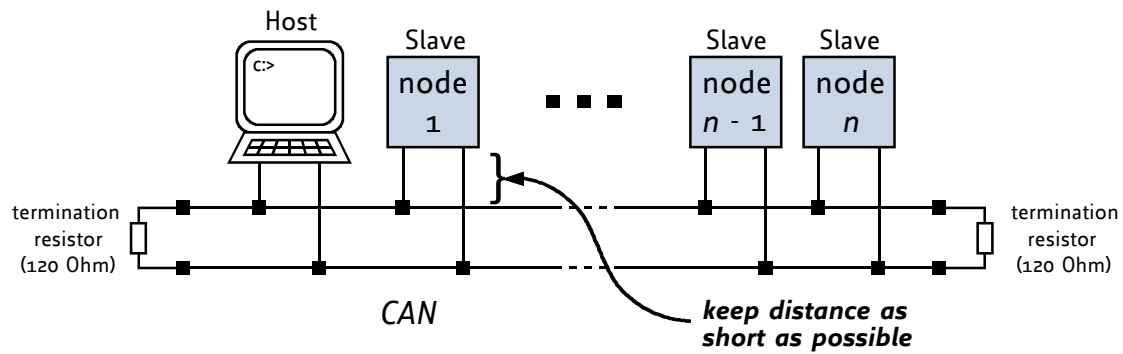 Host
C:>
Slave
node
1
Slave
node
n - 1
Slave
node
n
termination
resistor
(120 Ohm)
termination
resistor
(120 Ohm)
CAN
keep distance as
short as possible